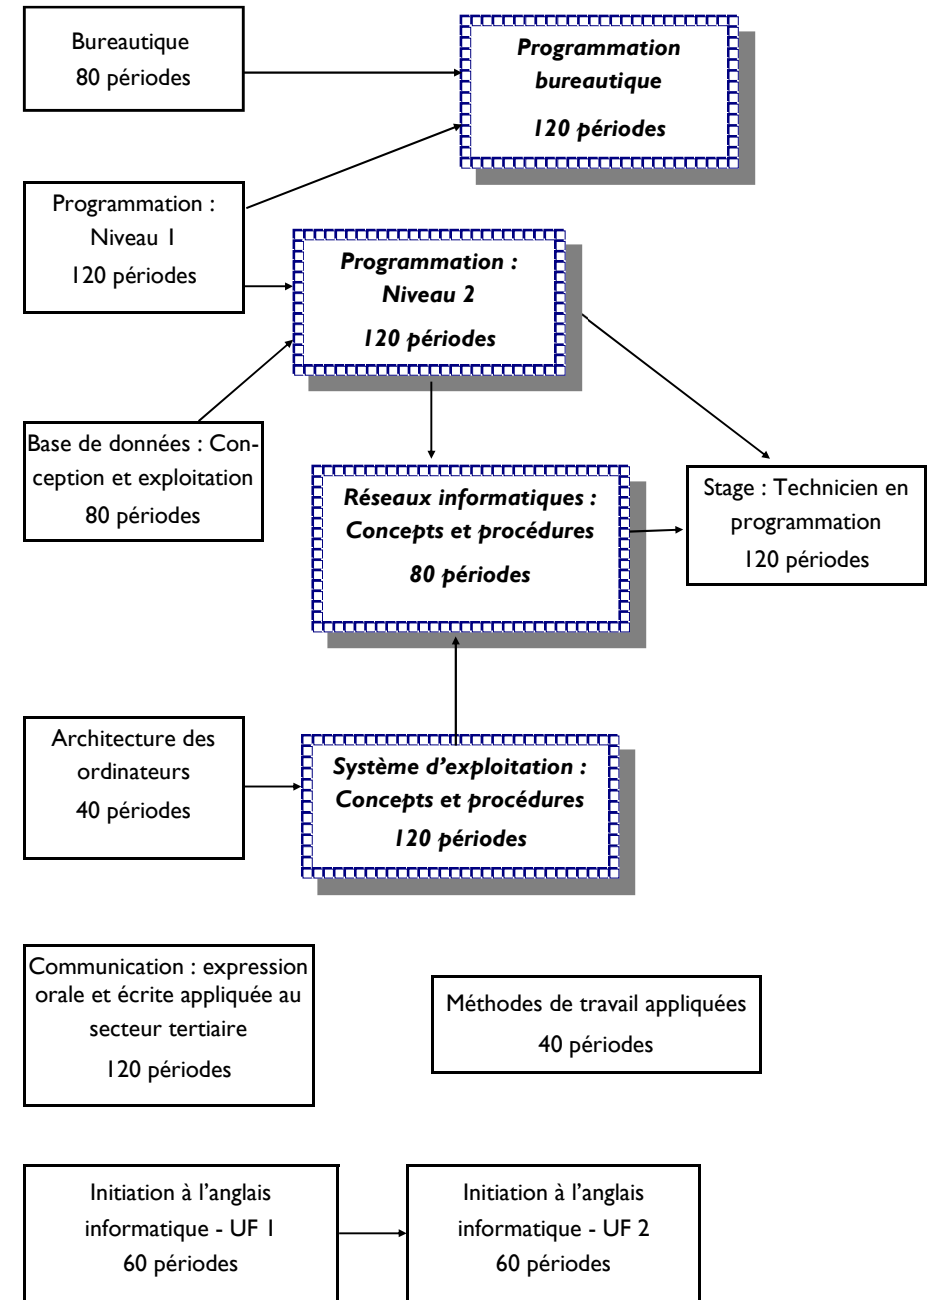 Bureautique
80 périodes
Programmation
bureautique
120 périodes
Programmation :
Niveau 1
120 périodes
Programmation :
Niveau 2
120 périodes
Base de données : Con-
ception et exploitation
80 périodes
Réseaux informatiques :
Concepts et procédures
80 périodes
Stage : Technicien en
programmation
120 périodes
Architecture des
ordinateurs
40 périodes
Système d’exploitation :
Concepts et procédures
120 périodes
Communication : expression
orale et écrite appliquée au
secteur tertiaire
120 périodes
Méthodes de travail appliquées
40 périodes
Initiation à l’anglais
informatique - UF 1
60 périodes
Initiation à l’anglais
informatique - UF 2
60 périodes